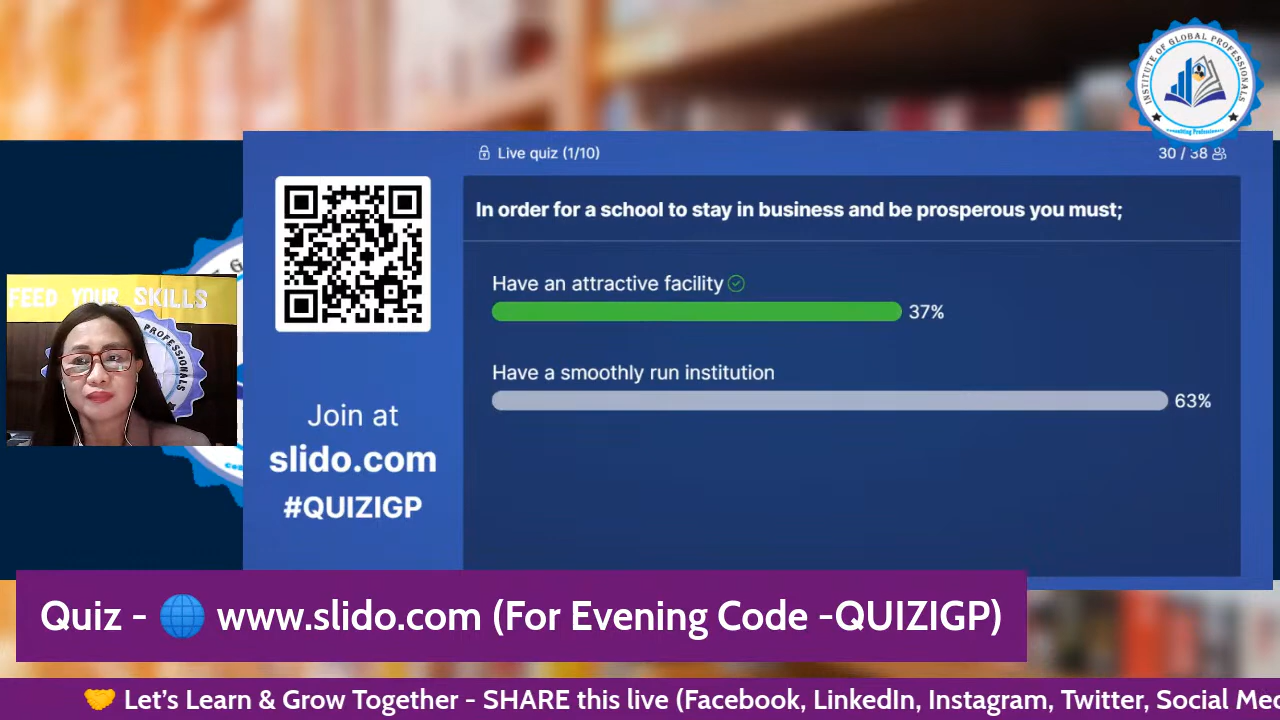 INSTITUTE OF GLOBAL PROFESSIONALS
Live quiz (1/10)
30 / 38
In order for a school to stay in business and be prosperous you must;
Have an attractive facility
37%
Have a smoothly run institution
63%
FEED YOUR SKILLS
PROFESSIONALS
Join at
slido.com
#QUIZIGP
Quiz - 🌐 www.slido.com (For Evening Code -QUIZIGP)
🤝 Let's Learn & Grow Together - SHARE this live (Facebook, LinkedIn, Instagram, Twitter, Social Med